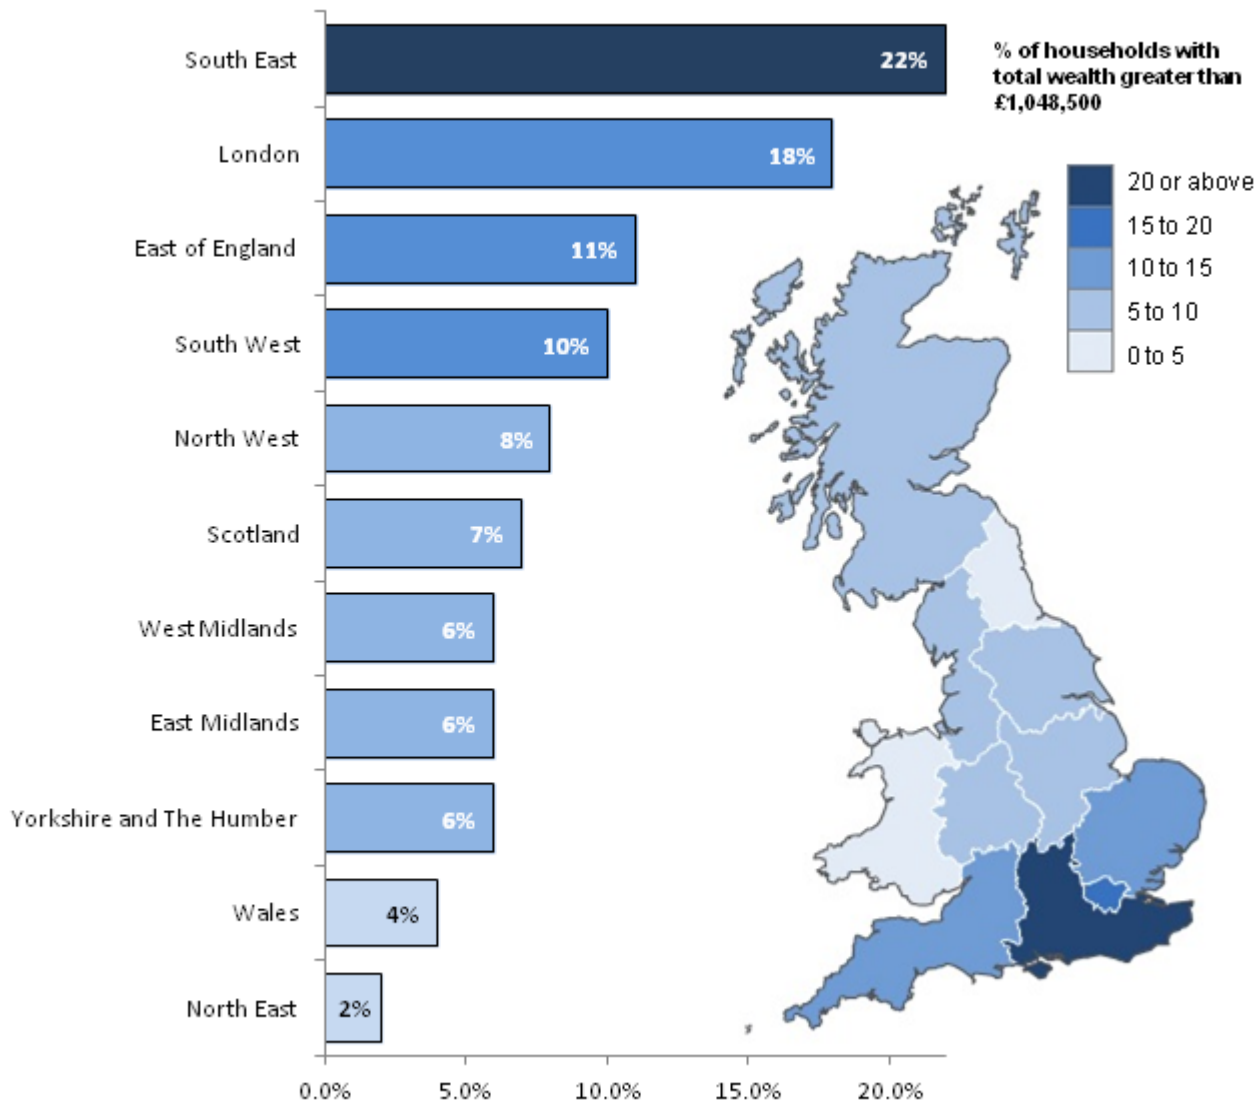 South East
22%
London
18%
East of England
11%
South West
10%
North West
8%
Scotland
7%
West Midlands
6%
East Midlands
6%
Yorkshire and The Humber
6%
Wales
4%
North East
2%
0.0% 5.0% 10.0% 15.0% 20.0%
% of households with
total wealth greater than
£1,048,500
20 or above
15 to 20
10 to 15
5 to 10
0 to 5